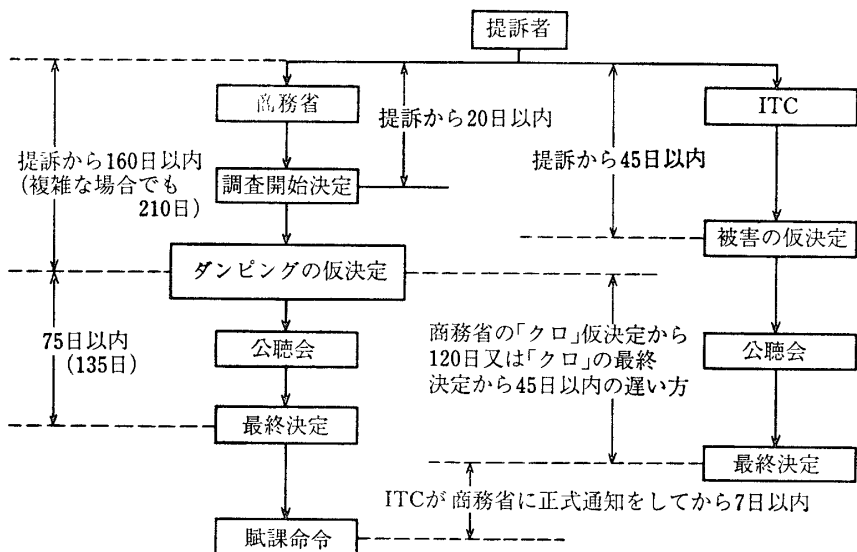 提訴者
商務省
ITC
提訴から20日以内
提訴から45日以内
提訴から160日以内
(複雑な場合でも
210日)
調査開始決定
被害の仮決定
ダンピングの仮決定
75日以内
(135日)
公聴会
商務省の「クロ」仮決定から
120日又は「クロ」の最終
決定から45日以内の遅い方
公聴会
最終決定
最終決定
ITCが商務省に正式通知をしてから7日以内
賦課命令